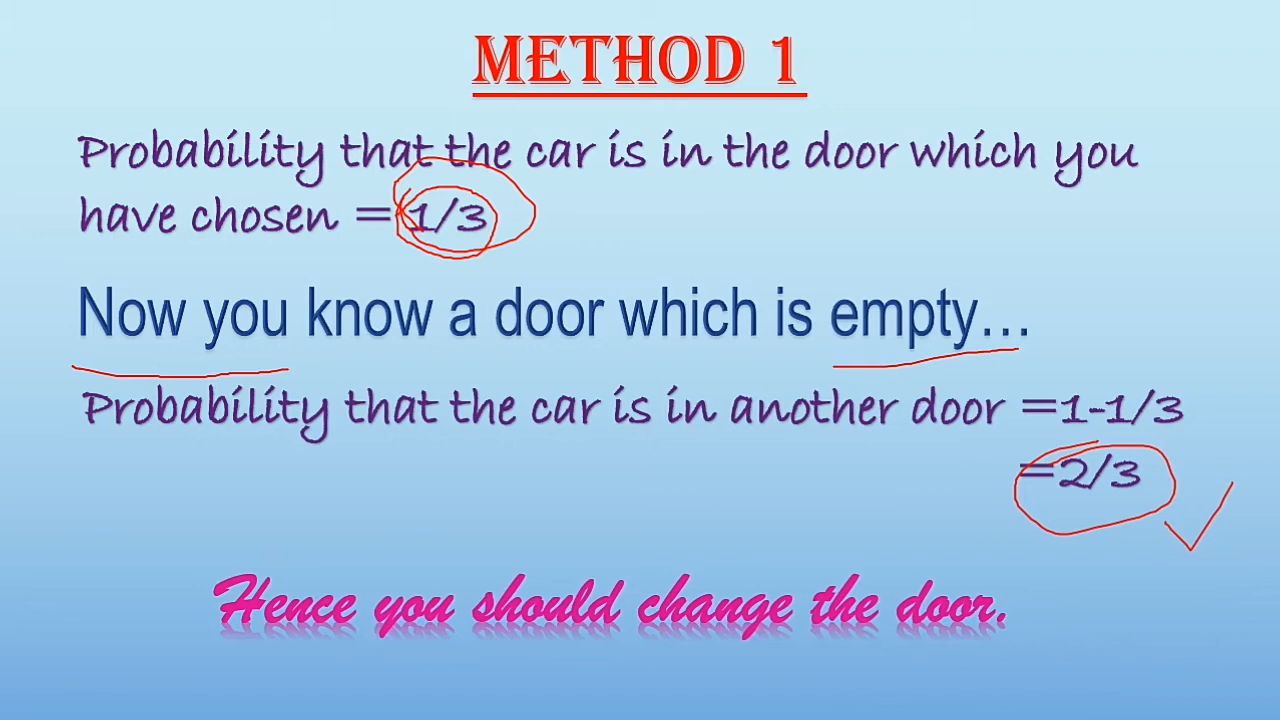 METHOD 1
Probability that the car is in the door which you
have chosen = 1/3
Now you know a door which is empty...
Probability that the car is in another door =1-1/3
=2/3
Hence you should change the door.